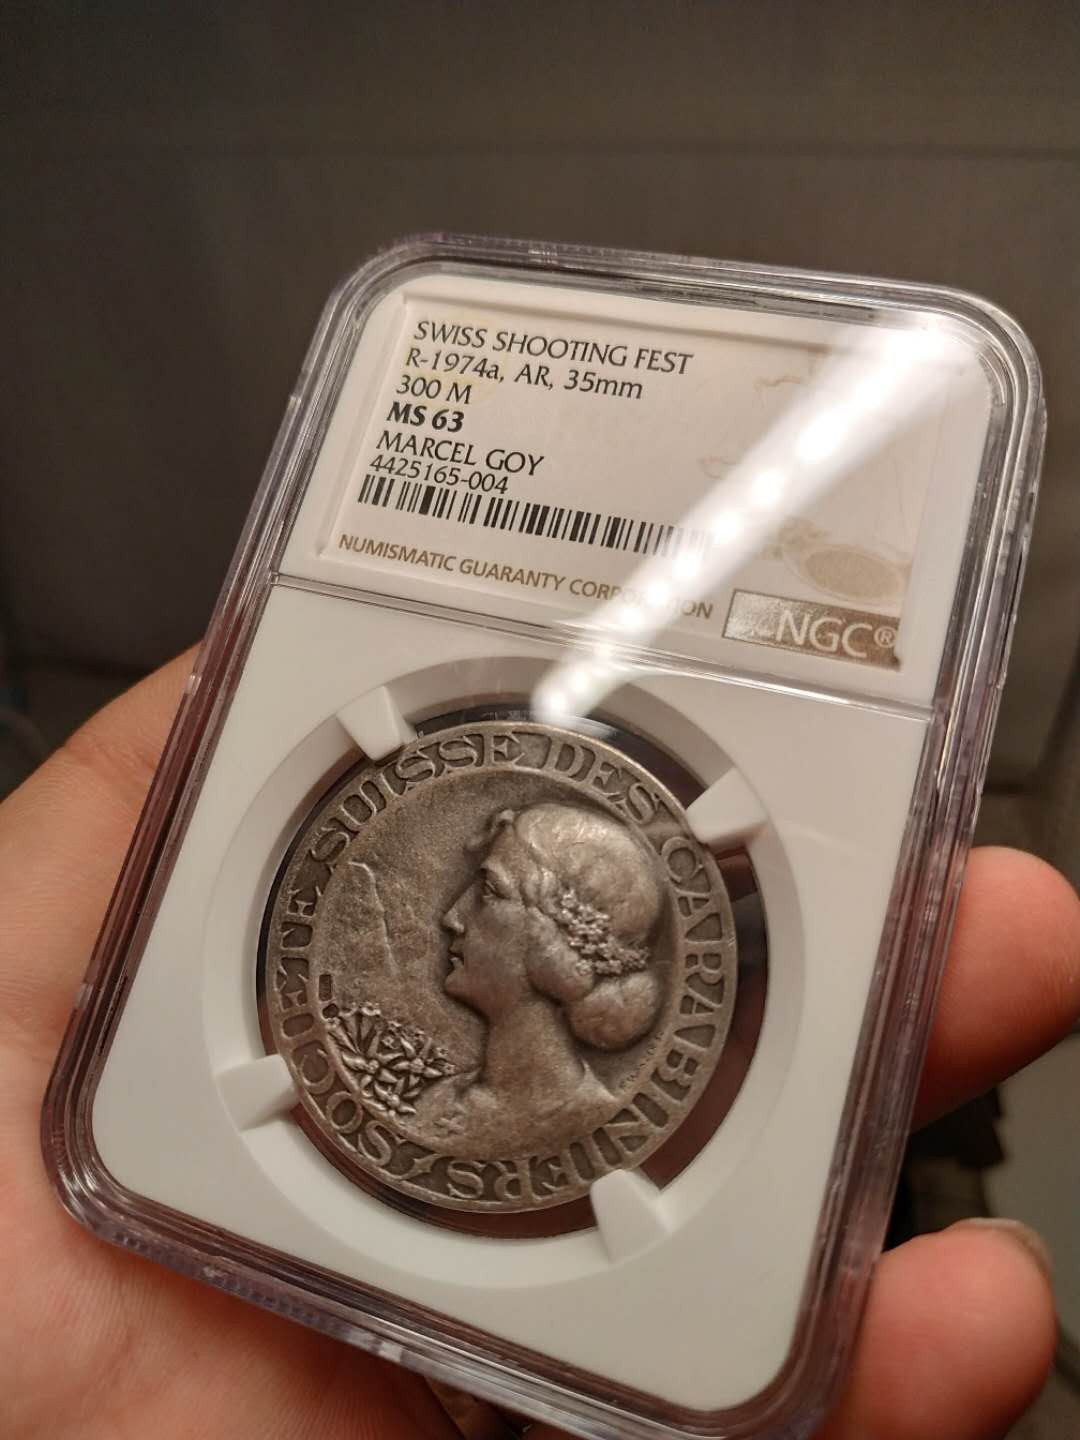 SWISS SHOOTING FEST
R-1974a, AR, 35mm
300 M
MS 63
MARCEL GOY
4425165-004
NUMISMATIC GUARANTY CORPORATION
NGC®
SOCIETE SUISSE DES CARABINIERS